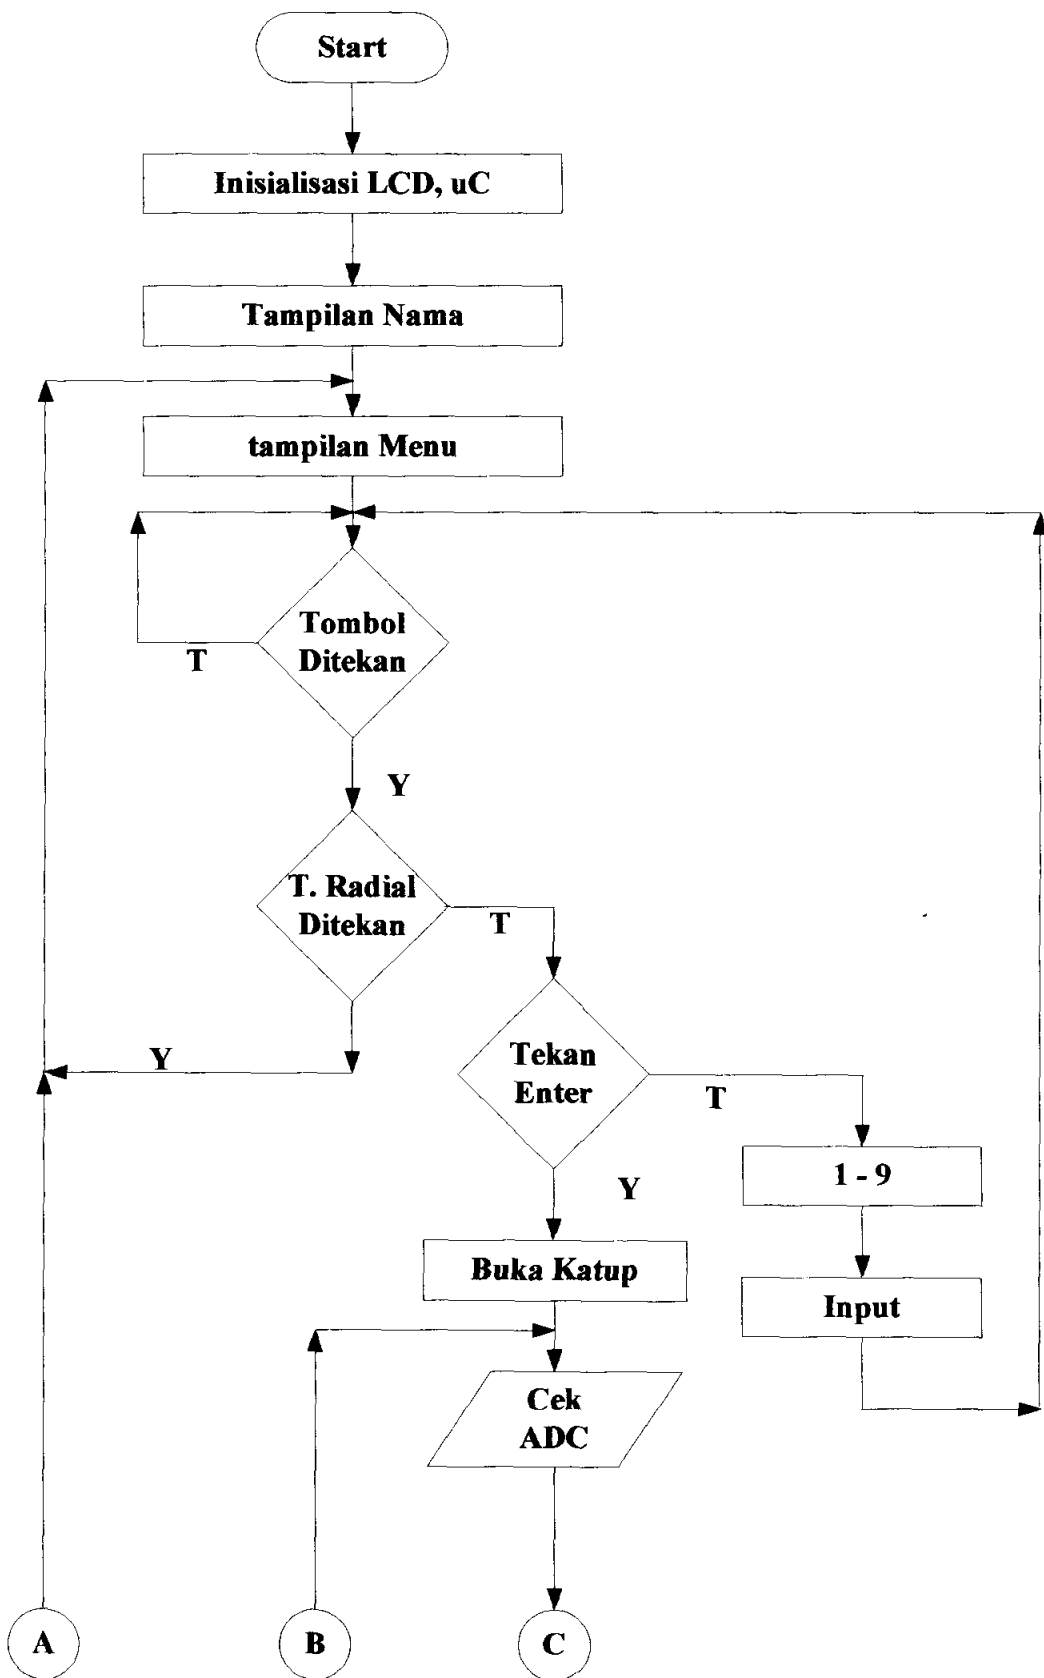 Start
Inisialisasi LCD, uC
Tampilan Nama
tampilan Menu
Tombol
Ditekan
T
Y
T. Radial
Ditekan
T
Y
Tekan
Enter
T
Y
1 - 9
Buka Katup
Input
Cek
ADC
A
B
C